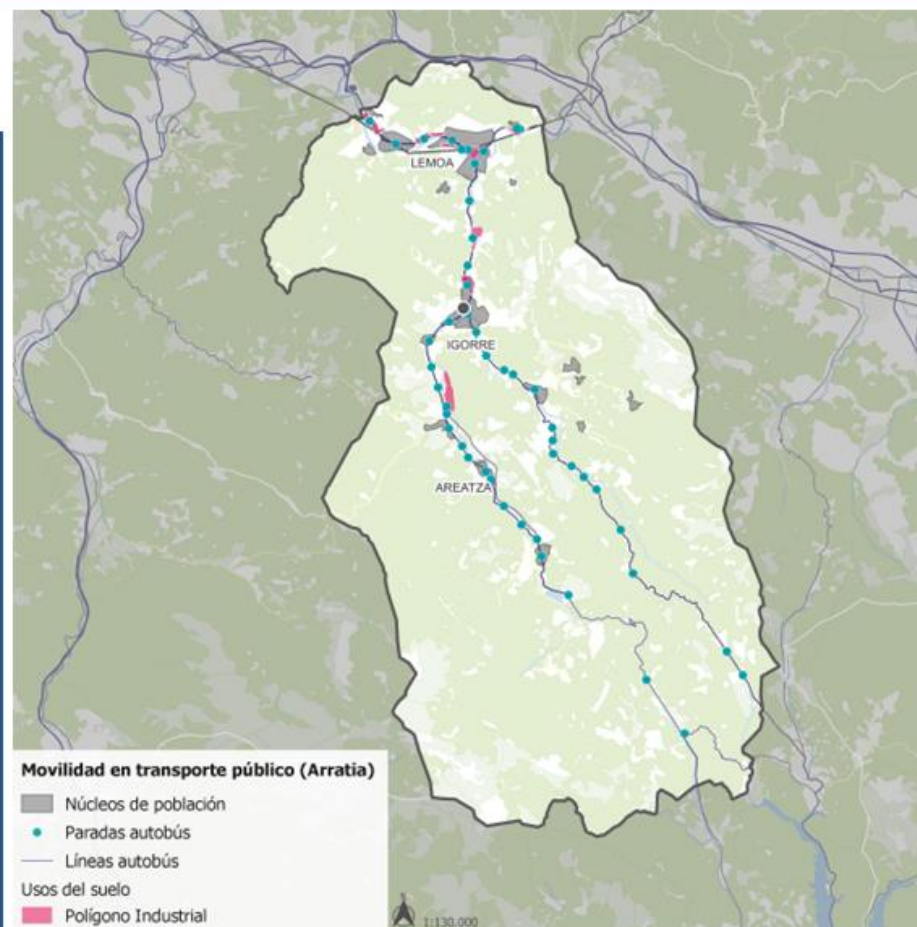 LEMOA
IGORRE
AREATZA
Movilidad en transporte público (Arratia)
Núcleos de población
Paradas autobús
Líneas autobús
Usos del suelo
Polígono Industrial
1:130.000